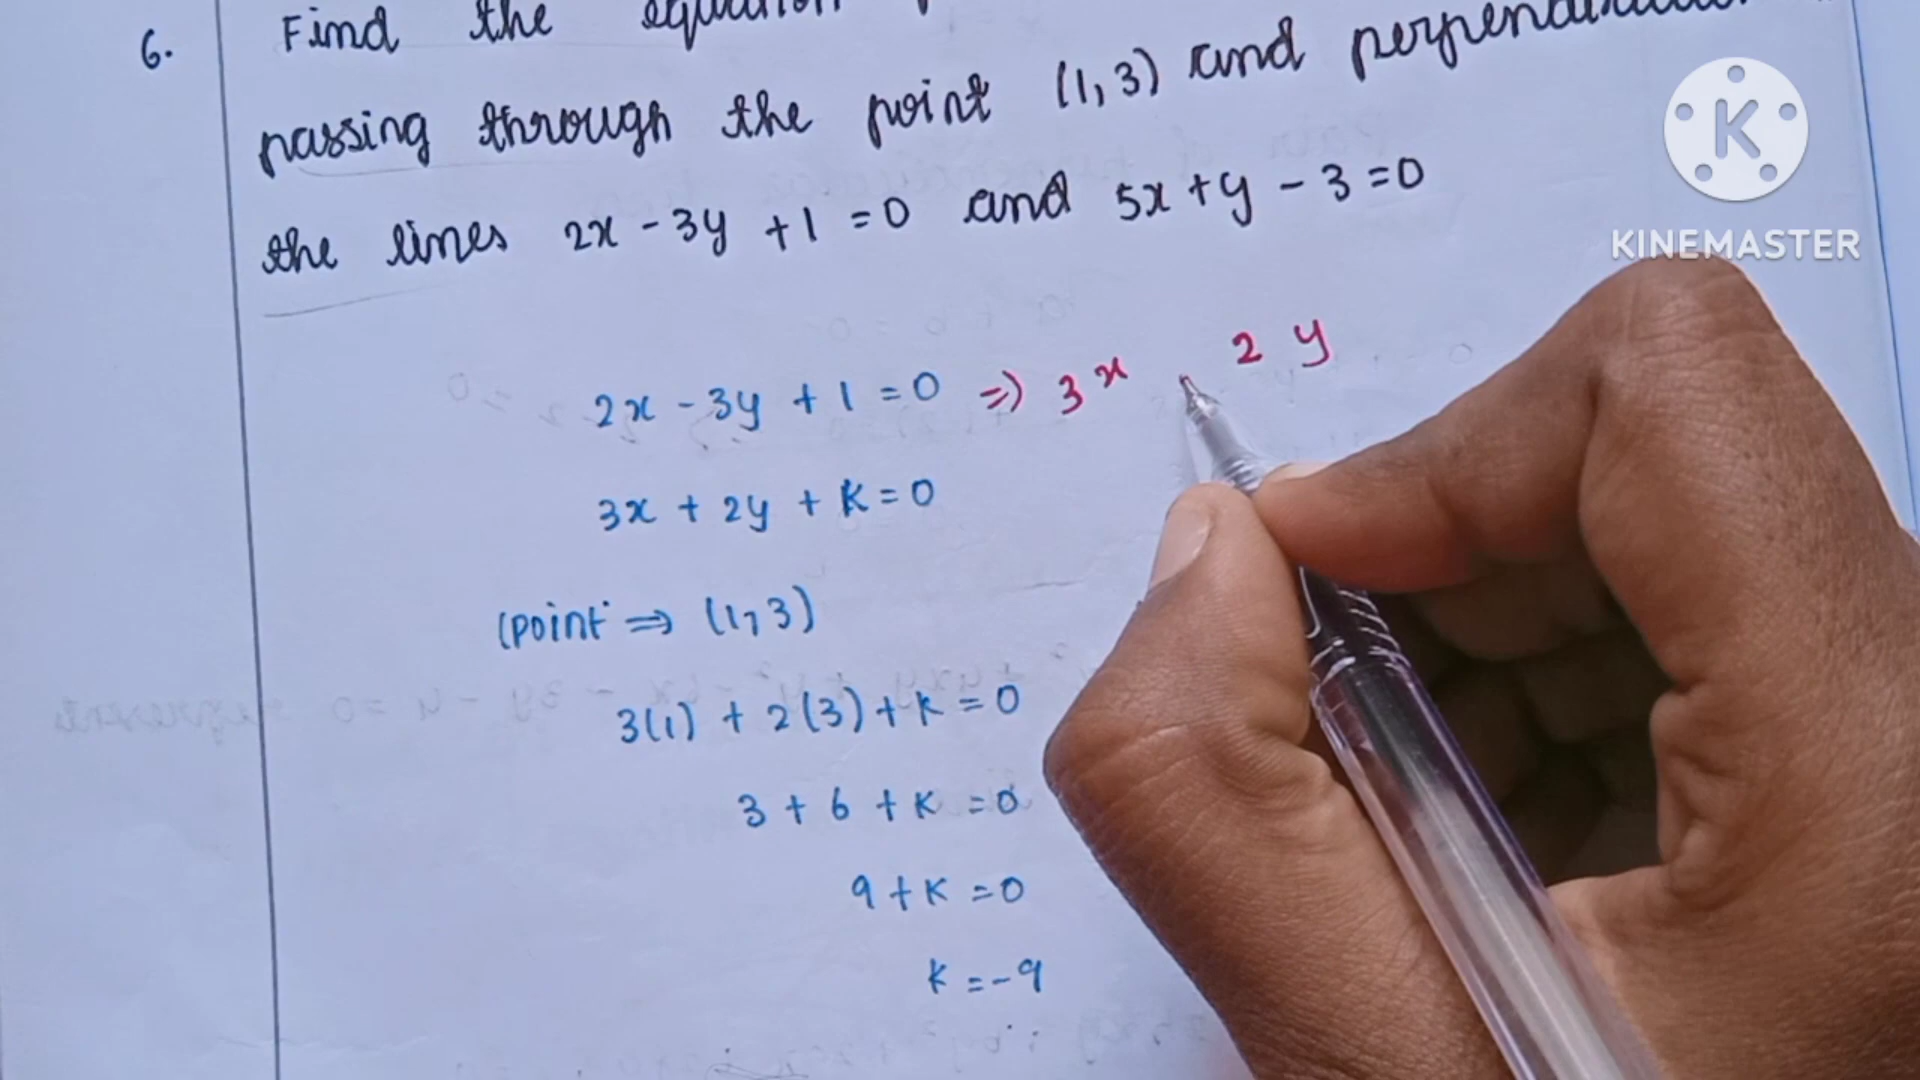 6. Find the equation
passing through the point (1,3) and perpendicular
the lines 2x - 3y + 1 = 0 and 5x + y - 3 = 0
K
KINEMASTER
2x - 3y + 1 = 0 => 3x 2y
3x + 2y + K = 0
point ⇒ (1,3)
3(1) + 2(3) + K = 0
3 + 6 + K = 0
9 + K = 0
K = -9